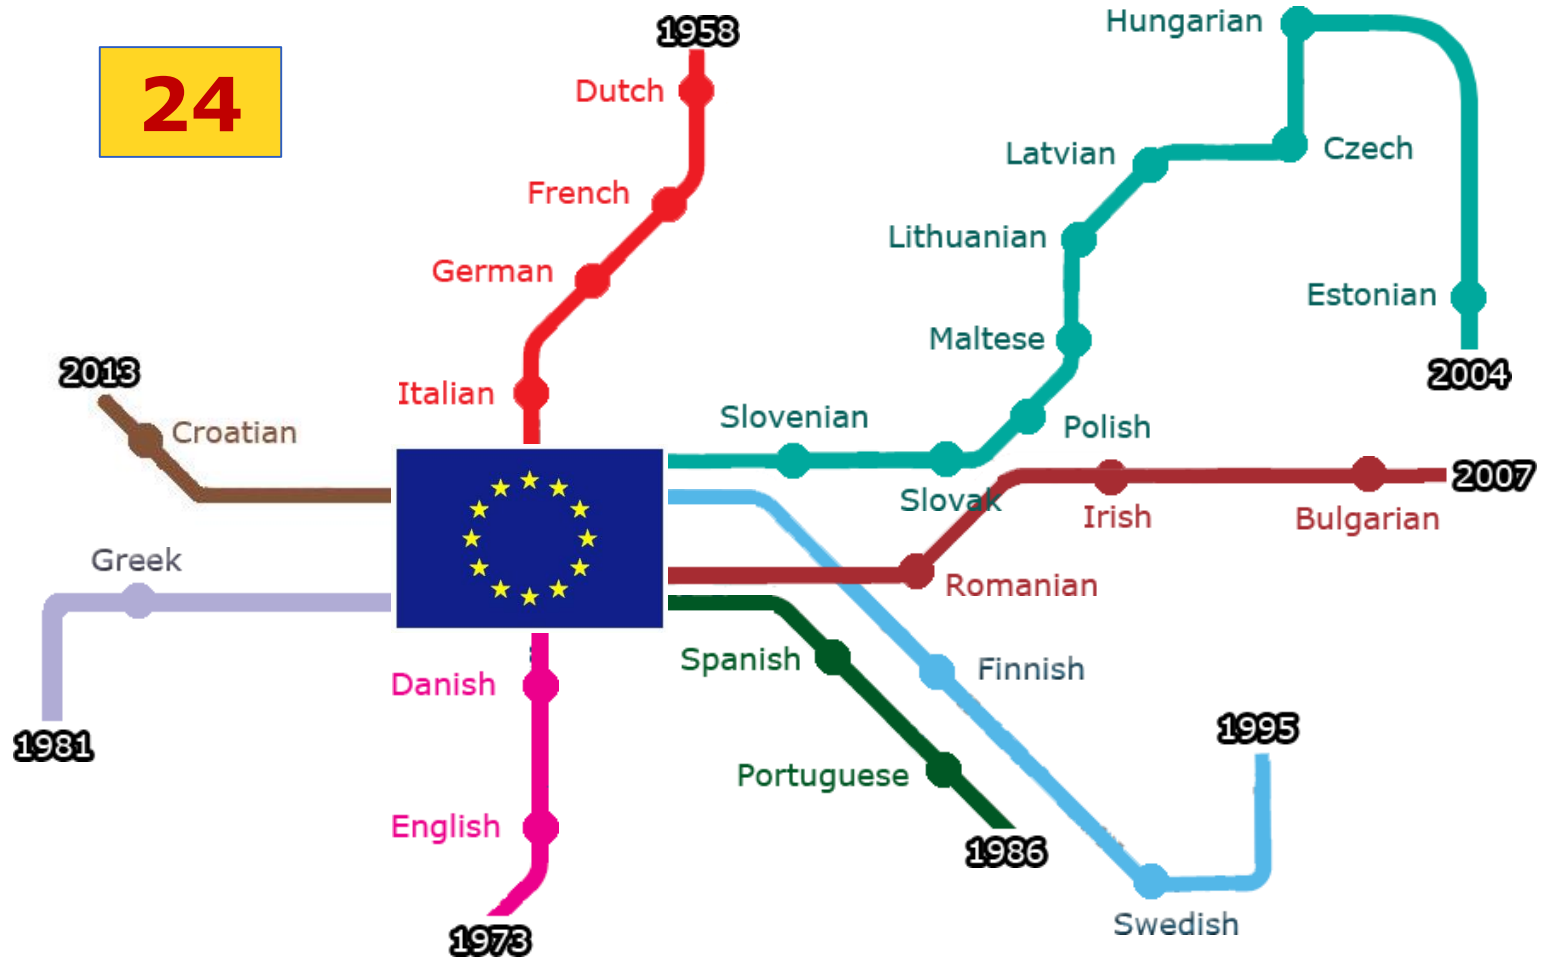 24
1958
Dutch
French
German
Italian
Hungarian
Latvian
Czech
Lithuanian
Estonian
Maltese
2004
2013
Croatian
Slovenian
Polish
Slovak
2007
Irish
Bulgarian
Greek
Romanian
1981
Danish
English
1973
Spanish
Finnish
Portuguese
1986
1995
Swedish